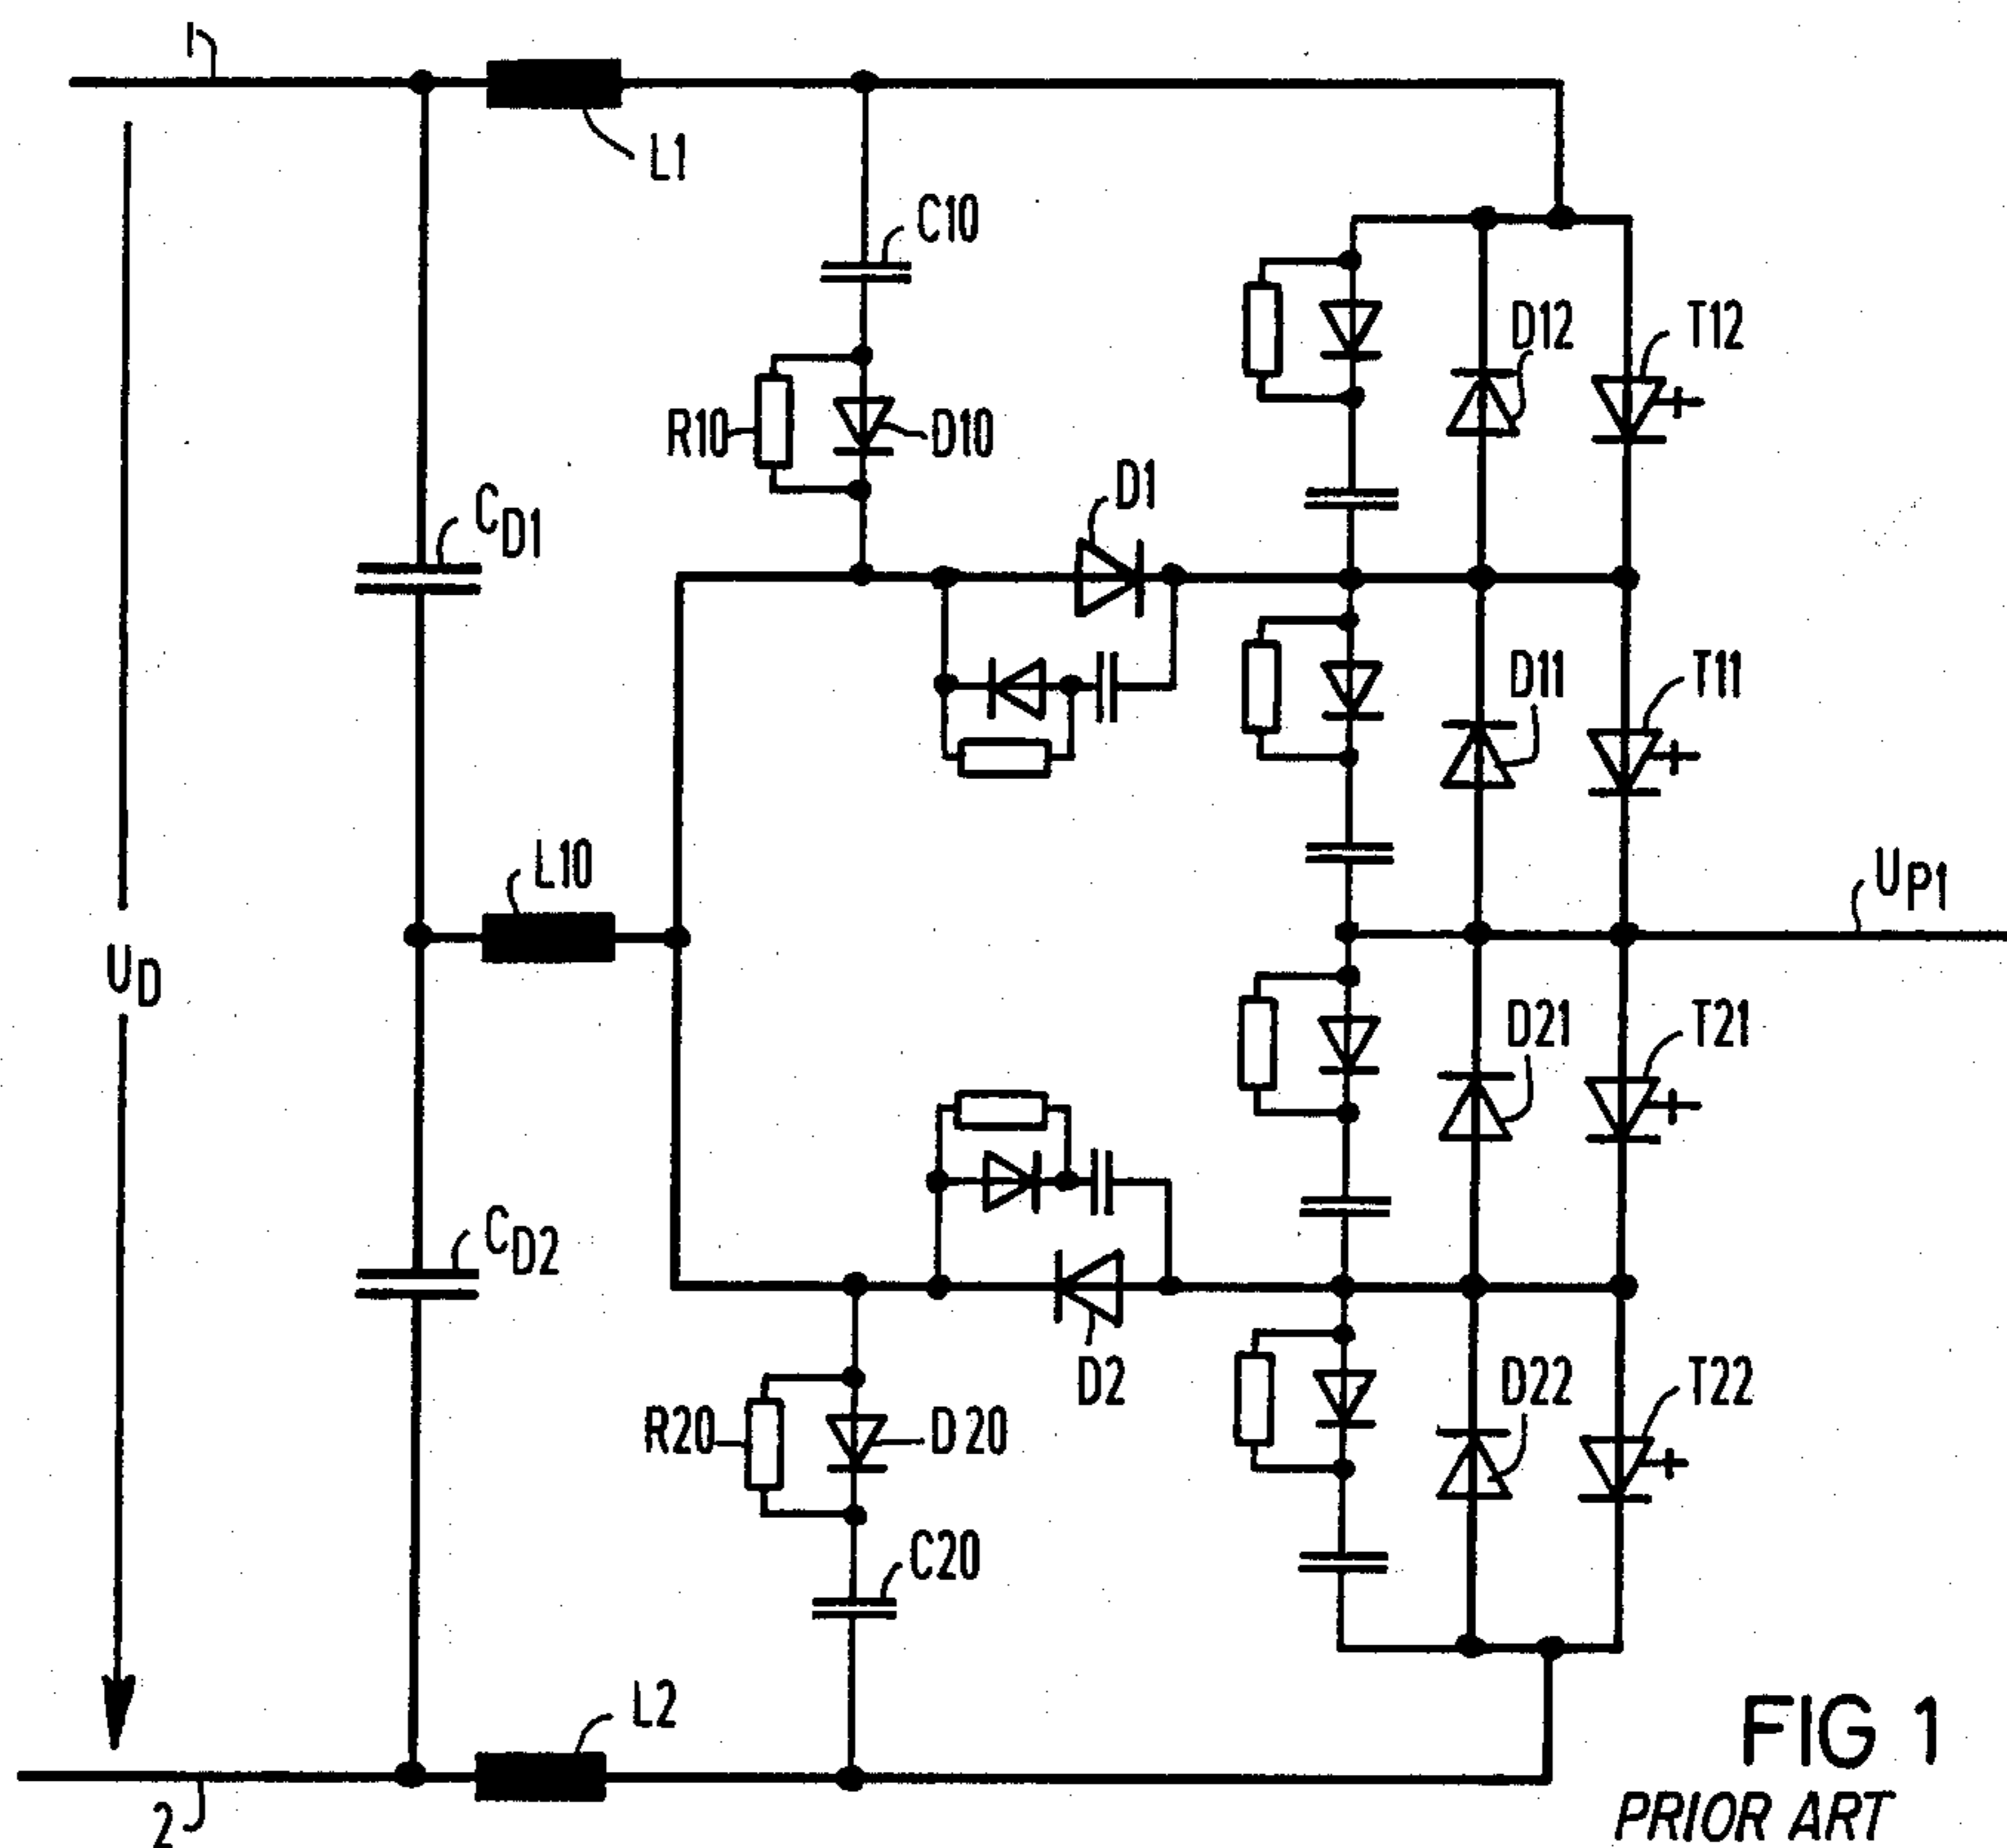 1
L1
C10
D12
T12
R10
D10
D1
CD1
D11
T11
L10
UP1
UD
D21
T21
CD2
D2
D22
T22
R20
D20
C20
L2
FIG 1
2
PRIOR ART